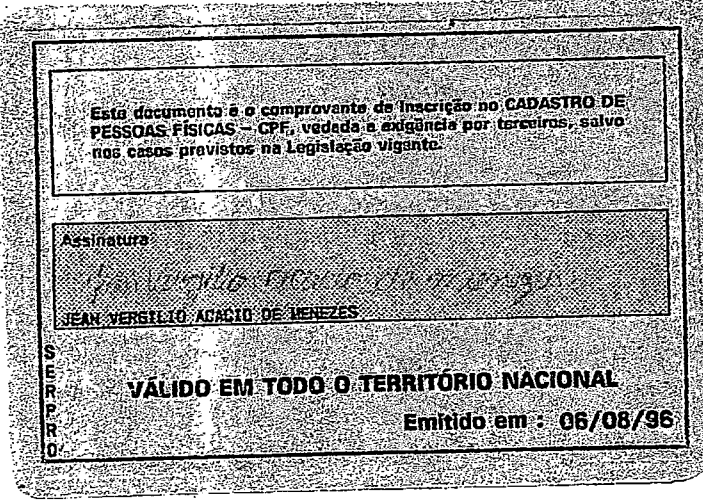 Este documento é o comprovante de Inscrição no CADASTRO DE
PESSOAS FÍSICAS – CPF, vedada a exigência por terceiros, salvo
nos casos previstos na Legislação vigente.
Assinatura
JEAN VERGILIO ACACIO DE MENEZES
SERPRO
VÁLIDO EM TODO O TERRITÓRIO NACIONAL
Emitido em : 06/08/96